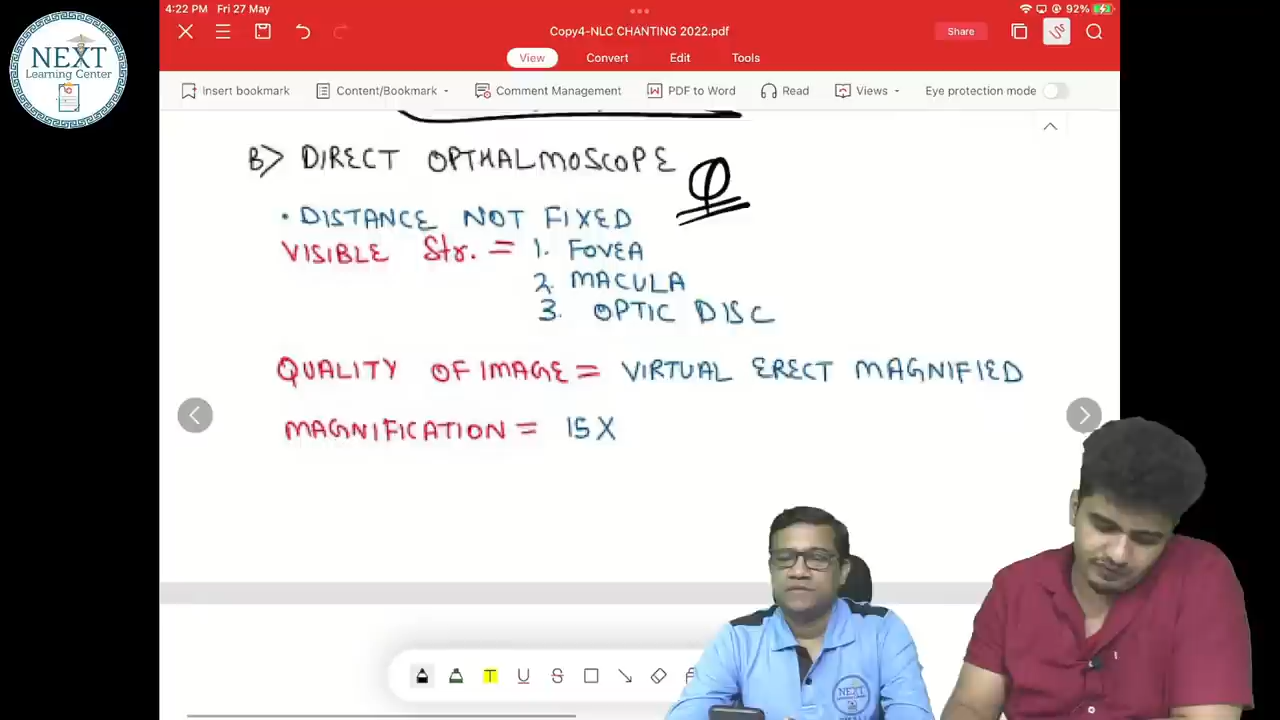 4:22 PM Fri 27 May
92%
NEXT
Learning Center
Copy4-NLC CHANTING 2022.pdf
Share
View Convert Edit Tools
Insert bookmark Content/Bookmark Comment Management PDF to Word Read Views Eye protection mode
B> DIRECT OPTHALMOSCOPE
• DISTANCE NOT FIXED
VISIBLE Str. = 1. FOVEA
2. MACULA
3. OPTIC DISC
QUALITY OF IMAGE = VIRTUAL ERECT MAGNIFIED
MAGNIFICATION = 15X
T U S
NEXT